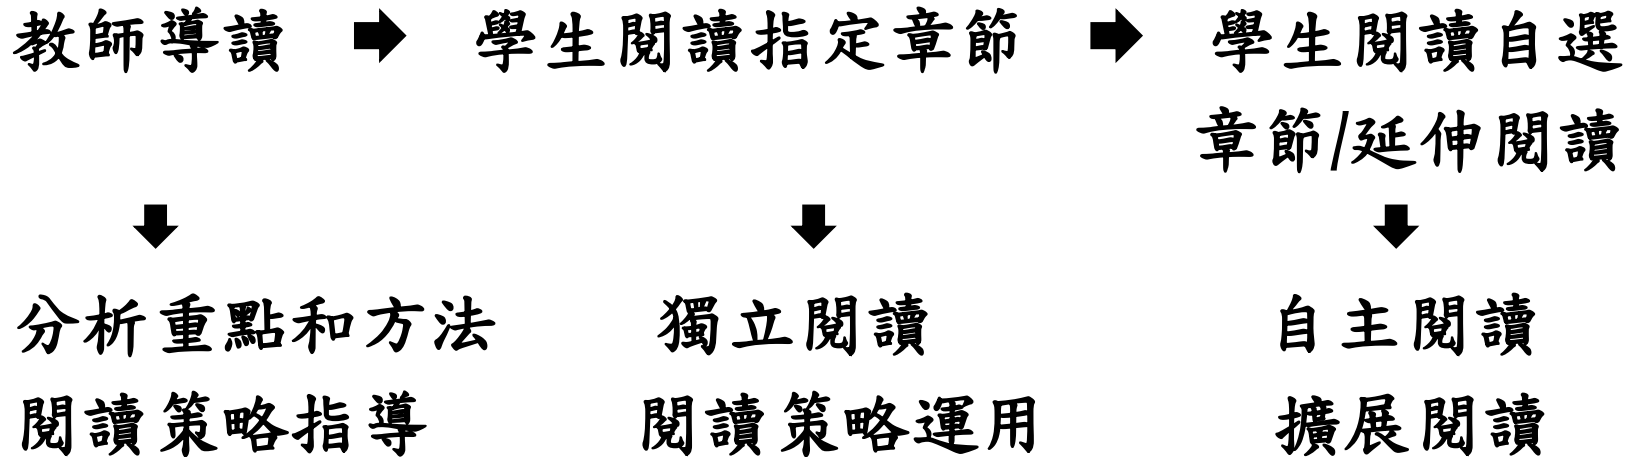 教師導讀 ➡ 學生閱讀指定章節 ➡ 學生閱讀自選
章節/延伸閱讀
⬇ ⬇ ⬇
分析重點和方法 獨立閱讀 自主閱讀
閱讀策略指導 閱讀策略運用 擴展閱讀